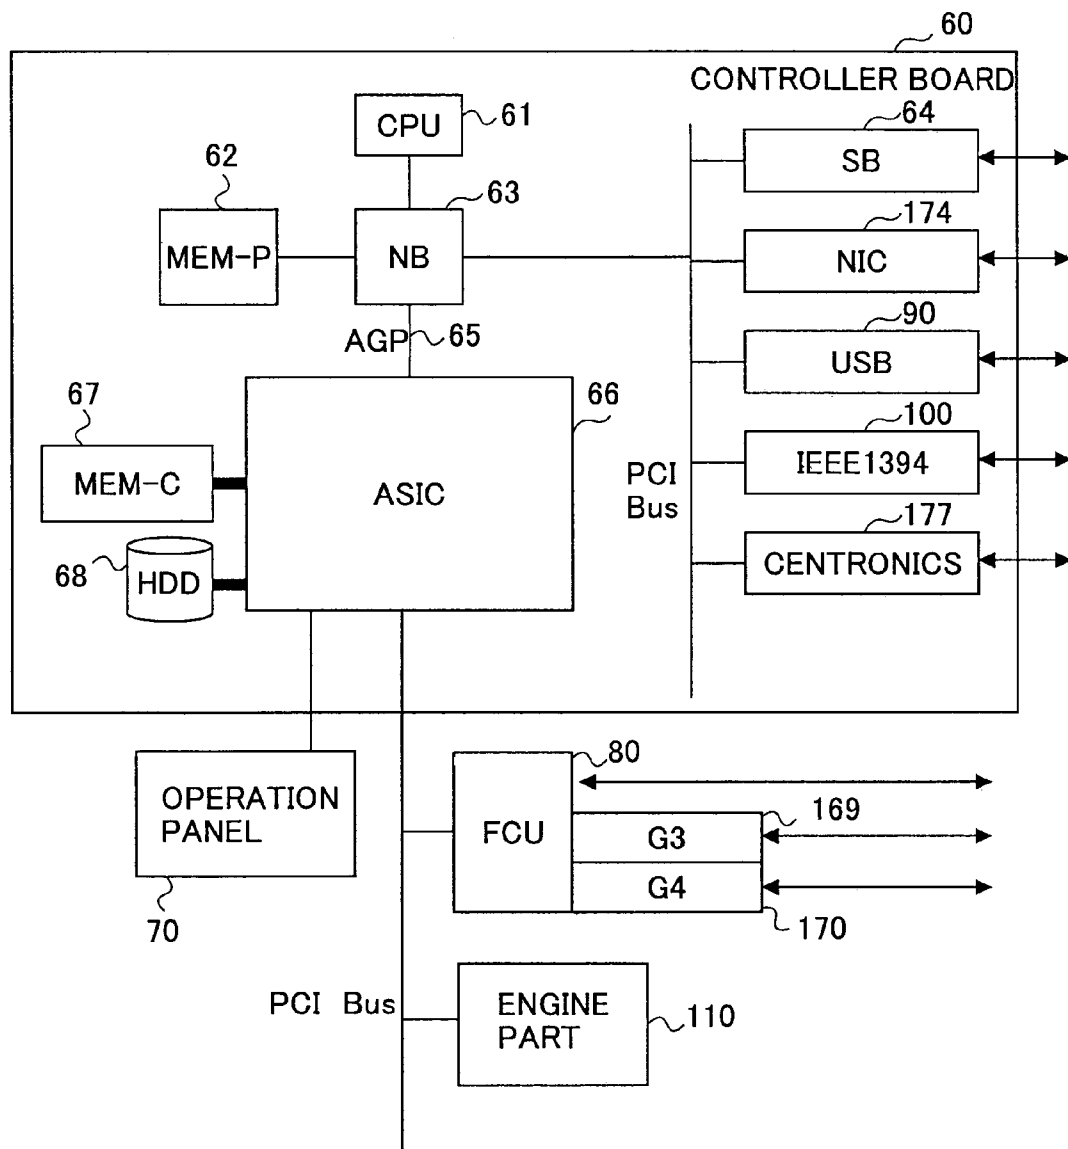 60
CONTROLLER BOARD
CPU
61
64
SB
62
MEM-P
63
NB
174
NIC
AGP
65
90
USB
66
67
MEM-C
ASIC
100
IEEE1394
PCI
Bus
68
HDD
177
CENTRONICS
OPERATION
PANEL
70
80
FCU
169
G3
G4
170
PCI Bus
ENGINE
PART
110